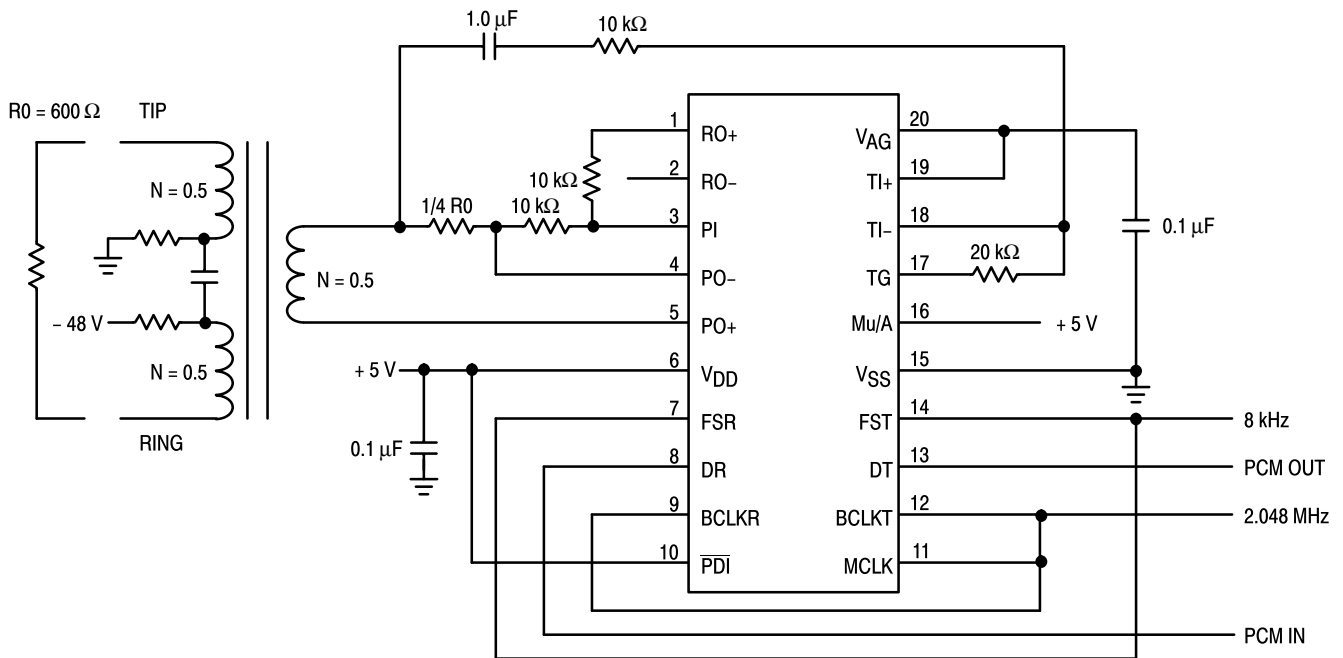 1.0 μF
10 kΩ
R0 = 600 Ω
TIP
N = 0.5
– 48 V
N = 0.5
RING
N = 0.5
1/4 R0
10 kΩ
10 kΩ
+ 5 V
0.1 μF
1
RO+
2
RO–
3
PI
4
PO–
5
PO+
6
VDD
7
FSR
8
DR
9
BCLKR
10
PDI
20
VAG
19
TI+
18
TI–
17
TG
20 kΩ
16
Mu/A
+ 5 V
15
VSS
14
FST
8 kHz
13
DT
PCM OUT
12
BCLKT
2.048 MHz
11
MCLK
0.1 μF
PCM IN